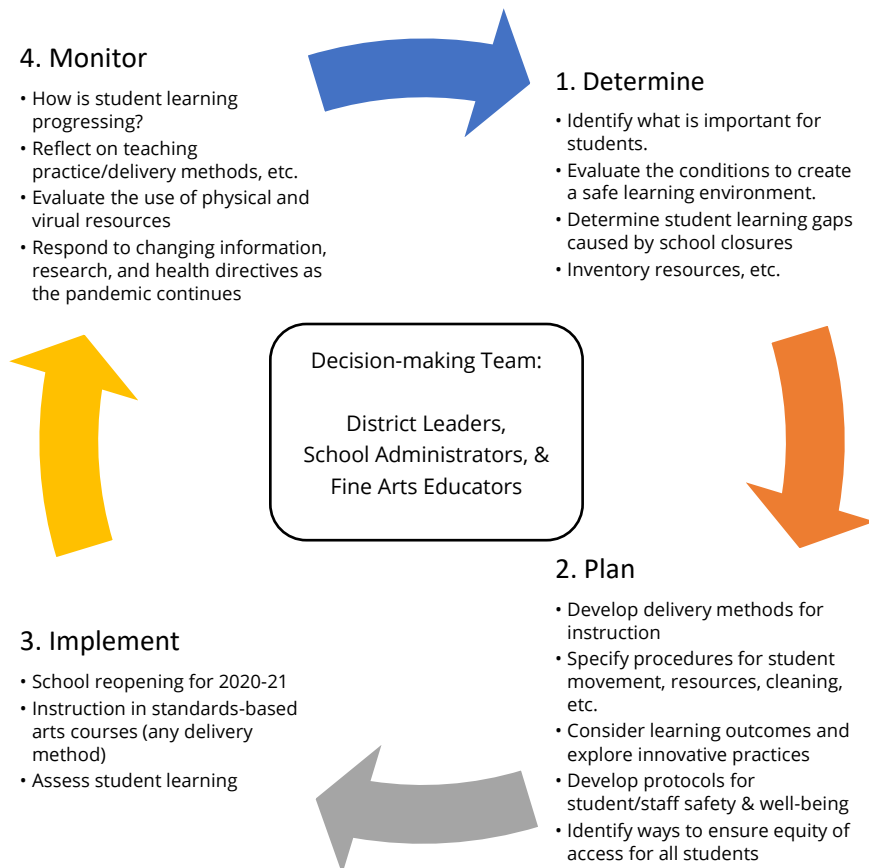 4. Monitor
• How is student learning
progressing?
• Reflect on teaching
practice/delivery methods, etc.
• Evaluate the use of physical and
virual resources
• Respond to changing information,
research, and health directives as
the pandemic continues
1. Determine
• Identify what is important for
students.
• Evaluate the conditions to create
a safe learning environment.
• Determine student learning gaps
caused by school closures
• Inventory resources, etc.
Decision-making Team:
District Leaders,
School Administrators, &
Fine Arts Educators
2. Plan
• Develop delivery methods for
instruction
• Specify procedures for student
movement, resources, cleaning,
etc.
• Consider learning outcomes and
explore innovative practices
• Develop protocols for
student/staff safety & well-being
• Identify ways to ensure equity of
access for all students
3. Implement
• School reopening for 2020-21
• Instruction in standards-based
arts courses (any delivery
method)
• Assess student learning